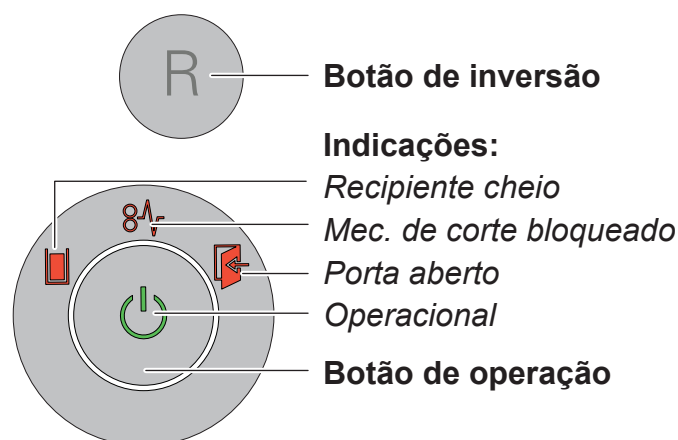 R
Botão de inversão
Indicações:
Recipiente cheio
Mec. de corte bloqueado
Porta aberto
Operacional
Botão de operação